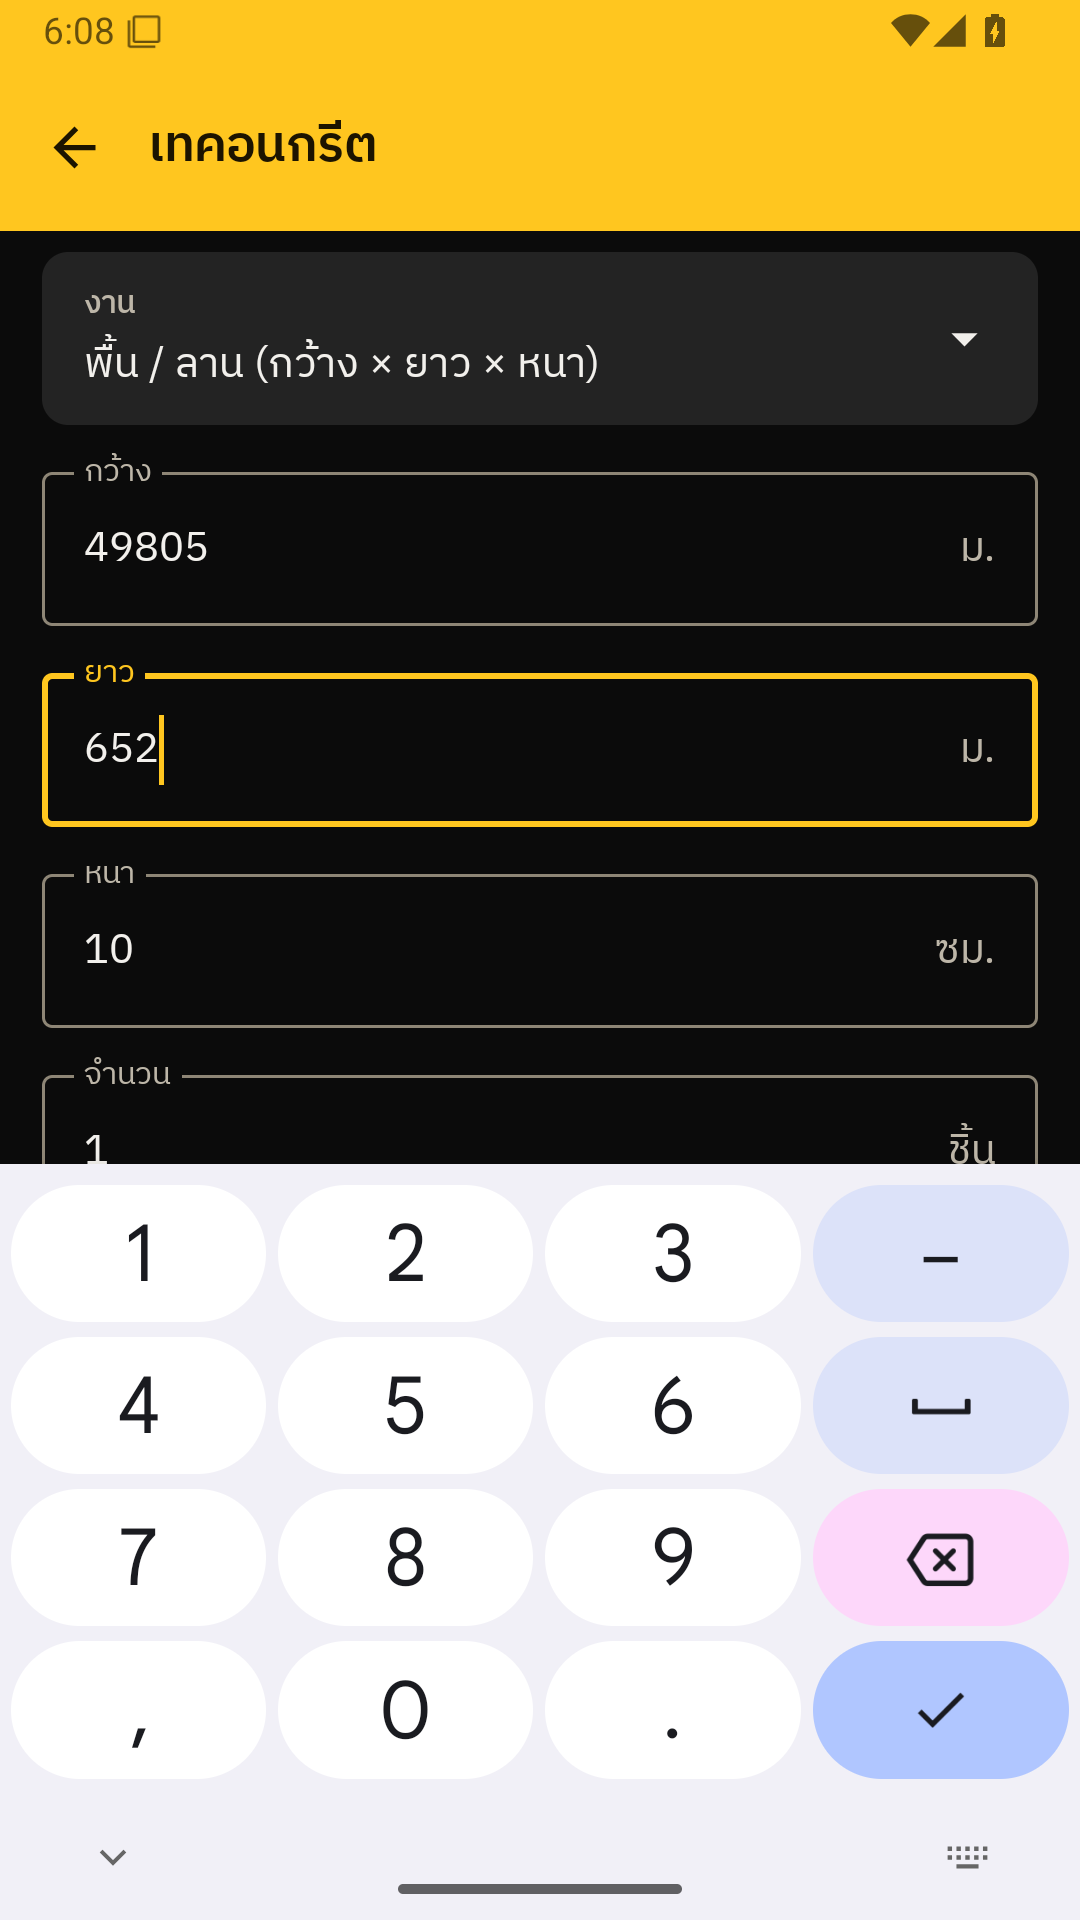 6:08
เทคอนกรีต
งาน
พื้น / ลาน (กว้าง × ยาว × หนา)
กว้าง
49805 ม.
ยาว
652 ม.
หนา
10 ซม.
จำนวน
1 ชิ้น
1 2 3 –
4 5 6
7 8 9
, 0 .